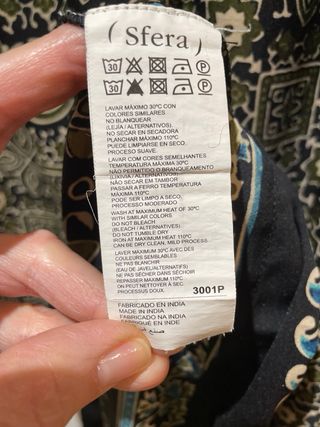 ( Sfera )
30 P
30 P
LAVAR MÁXIMO 30ºC CON
COLORES SIMILARES
NO BLANQUEAR
(LEJÍA / ALTERNATIVOS).
NO SECAR EN SECADORA
PLANCHAR MÁXIMO 110ºC
PUEDE LIMPIARSE EN SECO.
PROCESO SUAVE
LAVAR COM CORES SEMELHANTES
TEMPERATURA MÁXIMA 30ºC
NÃO PERMITIDO O BRANQUEAMENTO
(LIXIVIA / ALTERNATIVAS)
NÃO SECAR EM TAMBOR
PASSAR A FERRO TEMPERATURA
MÁXIMA 110ºC
PODE SER LIMPO A SECO.
PROCESSO MODERADO
WASH AT MAXIMUM HEAT OF 30ºC
WITH SIMILAR COLORS
DO NOT BLEACH
(BLEACH / ALTERNATIVES)
DO NOT TUMBLE DRY
IRON AT MAXIMUM HEAT 110ºC
CAN BE DRY CLEAN, MILD PROCESS
LAVER MAXIMUM 30ºC AVEC DES
COULEURS SEMBLABLES
NE PAS BLANCHIR
(EAU DE JAVEL/ALTERNATIFS)
NE PAS SÉCHER DANS SÉCHOIR
REPASSER MAXIMUM 110ºC
ON PEUT NETTOYER À SEC
PROCESSUS DOUX.
3001P
FABRICADO EN INDIA
MADE IN INDIA
FABRICADO NA INDIA
FABRIQUÉ EN INDE